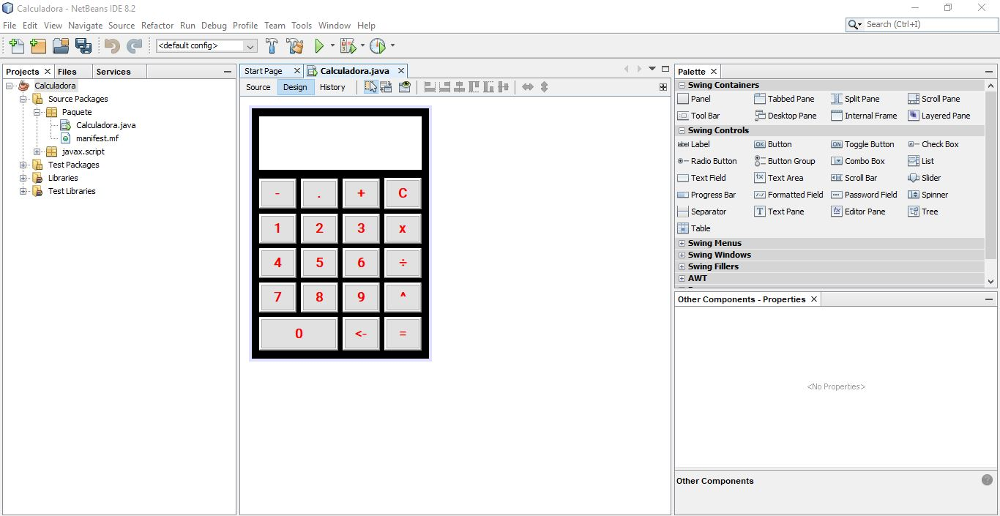 Calculadora - NetBeans IDE 8.2
File Edit View Navigate Source Refactor Run Debug Profile Team Tools Window Help
Search (Ctrl+I)
<default config>
Projects Files Services
Calculadora
Source Packages
Paquete
Calculadora.java
manifest.mf
javax.script
Test Packages
Libraries
Test Libraries
Start Page Calculadora.java
Source Design History
- . + C
1 2 3 x
4 5 6 ÷
7 8 9 ^
0 <- =
Palette
Swing Containers
Panel Tabbed Pane Split Pane Scroll Pane
Tool Bar Desktop Pane Internal Frame Layered Pane
Swing Controls
Label Button Toggle Button Check Box
Radio Button Button Group Combo Box List
Text Field Text Area Scroll Bar Slider
Progress Bar Formatted Field Password Field Spinner
Separator Text Pane Editor Pane Tree
Table
Swing Menus
Swing Windows
Swing Fillers
AWT
Other Components - Properties
<No Properties>
Other Components